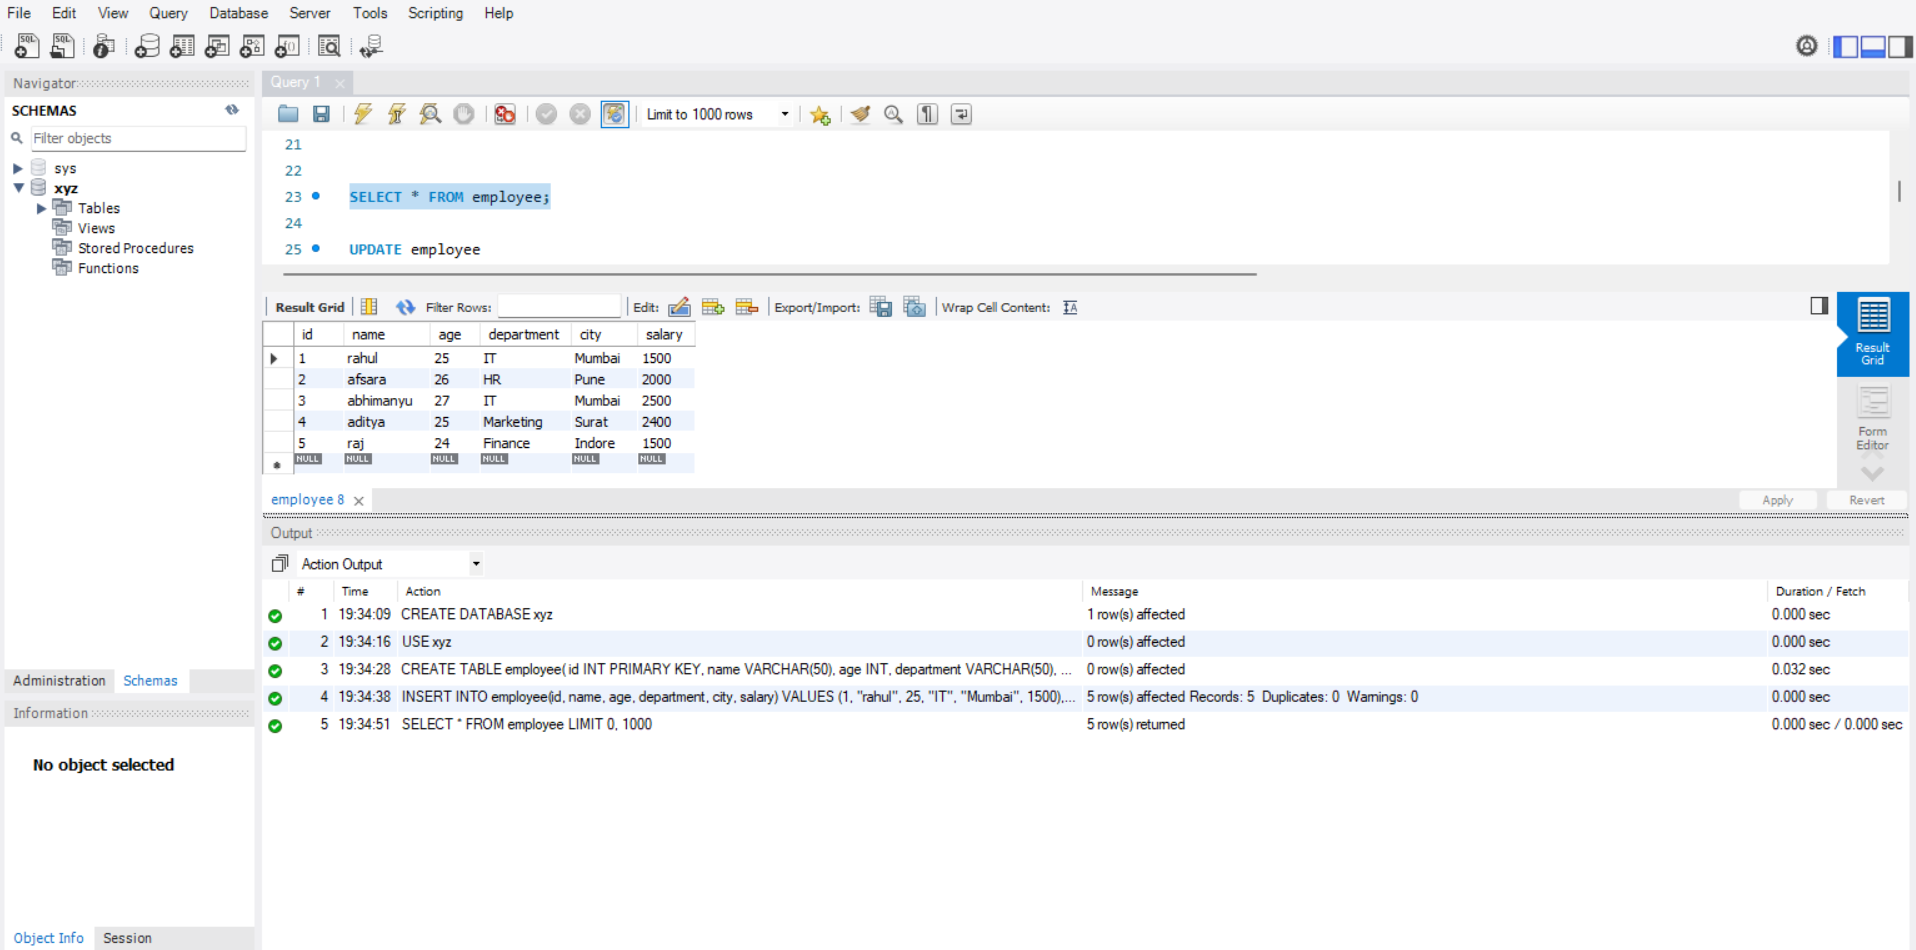 File Edit View Query Database Server Tools Scripting Help
Navigator
SCHEMAS
Filter objects
sys
xyz
Tables
Views
Stored Procedures
Functions
Administration Schemas
Information
No object selected
Object Info Session
Query 1
Limit to 1000 rows
21
22
23 SELECT * FROM employee;
24
25 UPDATE employee
Result Grid Filter Rows: Edit: Export/Import: Wrap Cell Content:
id name age department city salary
1 rahul 25 IT Mumbai 1500
2 afsara 26 HR Pune 2000
3 abhimanyu 27 IT Mumbai 2500
4 aditya 25 Marketing Surat 2400
5 raj 24 Finance Indore 1500
NULL NULL NULL NULL NULL NULL
Result
Grid
Form
Editor
employee 8
Apply Revert
Output
Action Output
# Time Action Message Duration / Fetch
1 19:34:09 CREATE DATABASE xyz 1 row(s) affected 0.000 sec
2 19:34:16 USE xyz 0 row(s) affected 0.000 sec
3 19:34:28 CREATE TABLE employee( id INT PRIMARY KEY, name VARCHAR(50), age INT, department VARCHAR(50), ... 0 row(s) affected 0.032 sec
4 19:34:38 INSERT INTO employee(id, name, age, department, city, salary) VALUES (1, "rahul", 25, "IT", "Mumbai", 1500),... 5 row(s) affected Records: 5 Duplicates: 0 Warnings: 0 0.000 sec
5 19:34:51 SELECT * FROM employee LIMIT 0, 1000 5 row(s) returned 0.000 sec / 0.000 sec